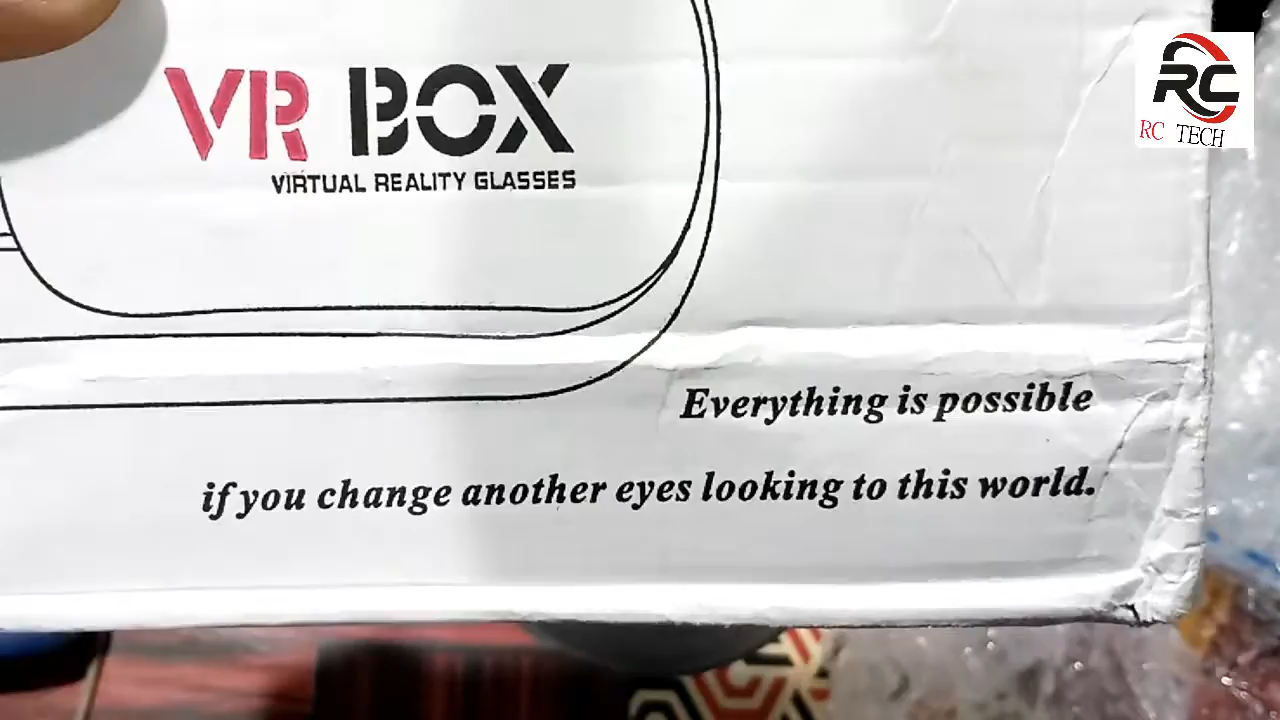 VR BOX
VIRTUAL REALITY GLASSES
RC
RC TECH
Everything is possible
if you change another eyes looking to this world.